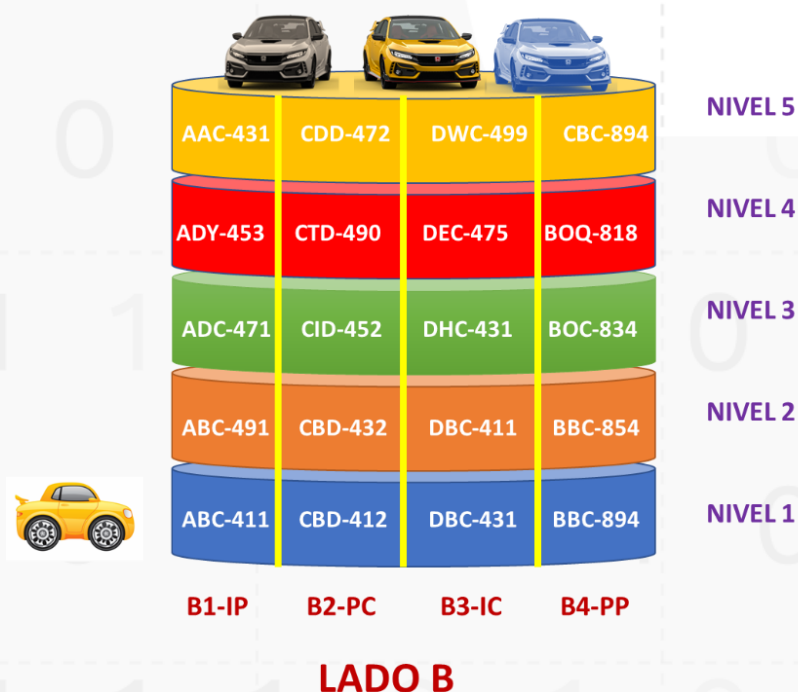 AAC-431 CDD-472 DWC-499 CBC-894 NIVEL 5
ADY-453 CTD-490 DEC-475 BOQ-818 NIVEL 4
ADC-471 CID-452 DHC-431 BOC-834 NIVEL 3
ABC-491 CBD-432 DBC-411 BBC-854 NIVEL 2
ABC-411 CBD-412 DBC-431 BBC-894 NIVEL 1
B1-IP B2-PC B3-IC B4-PP
LADO B